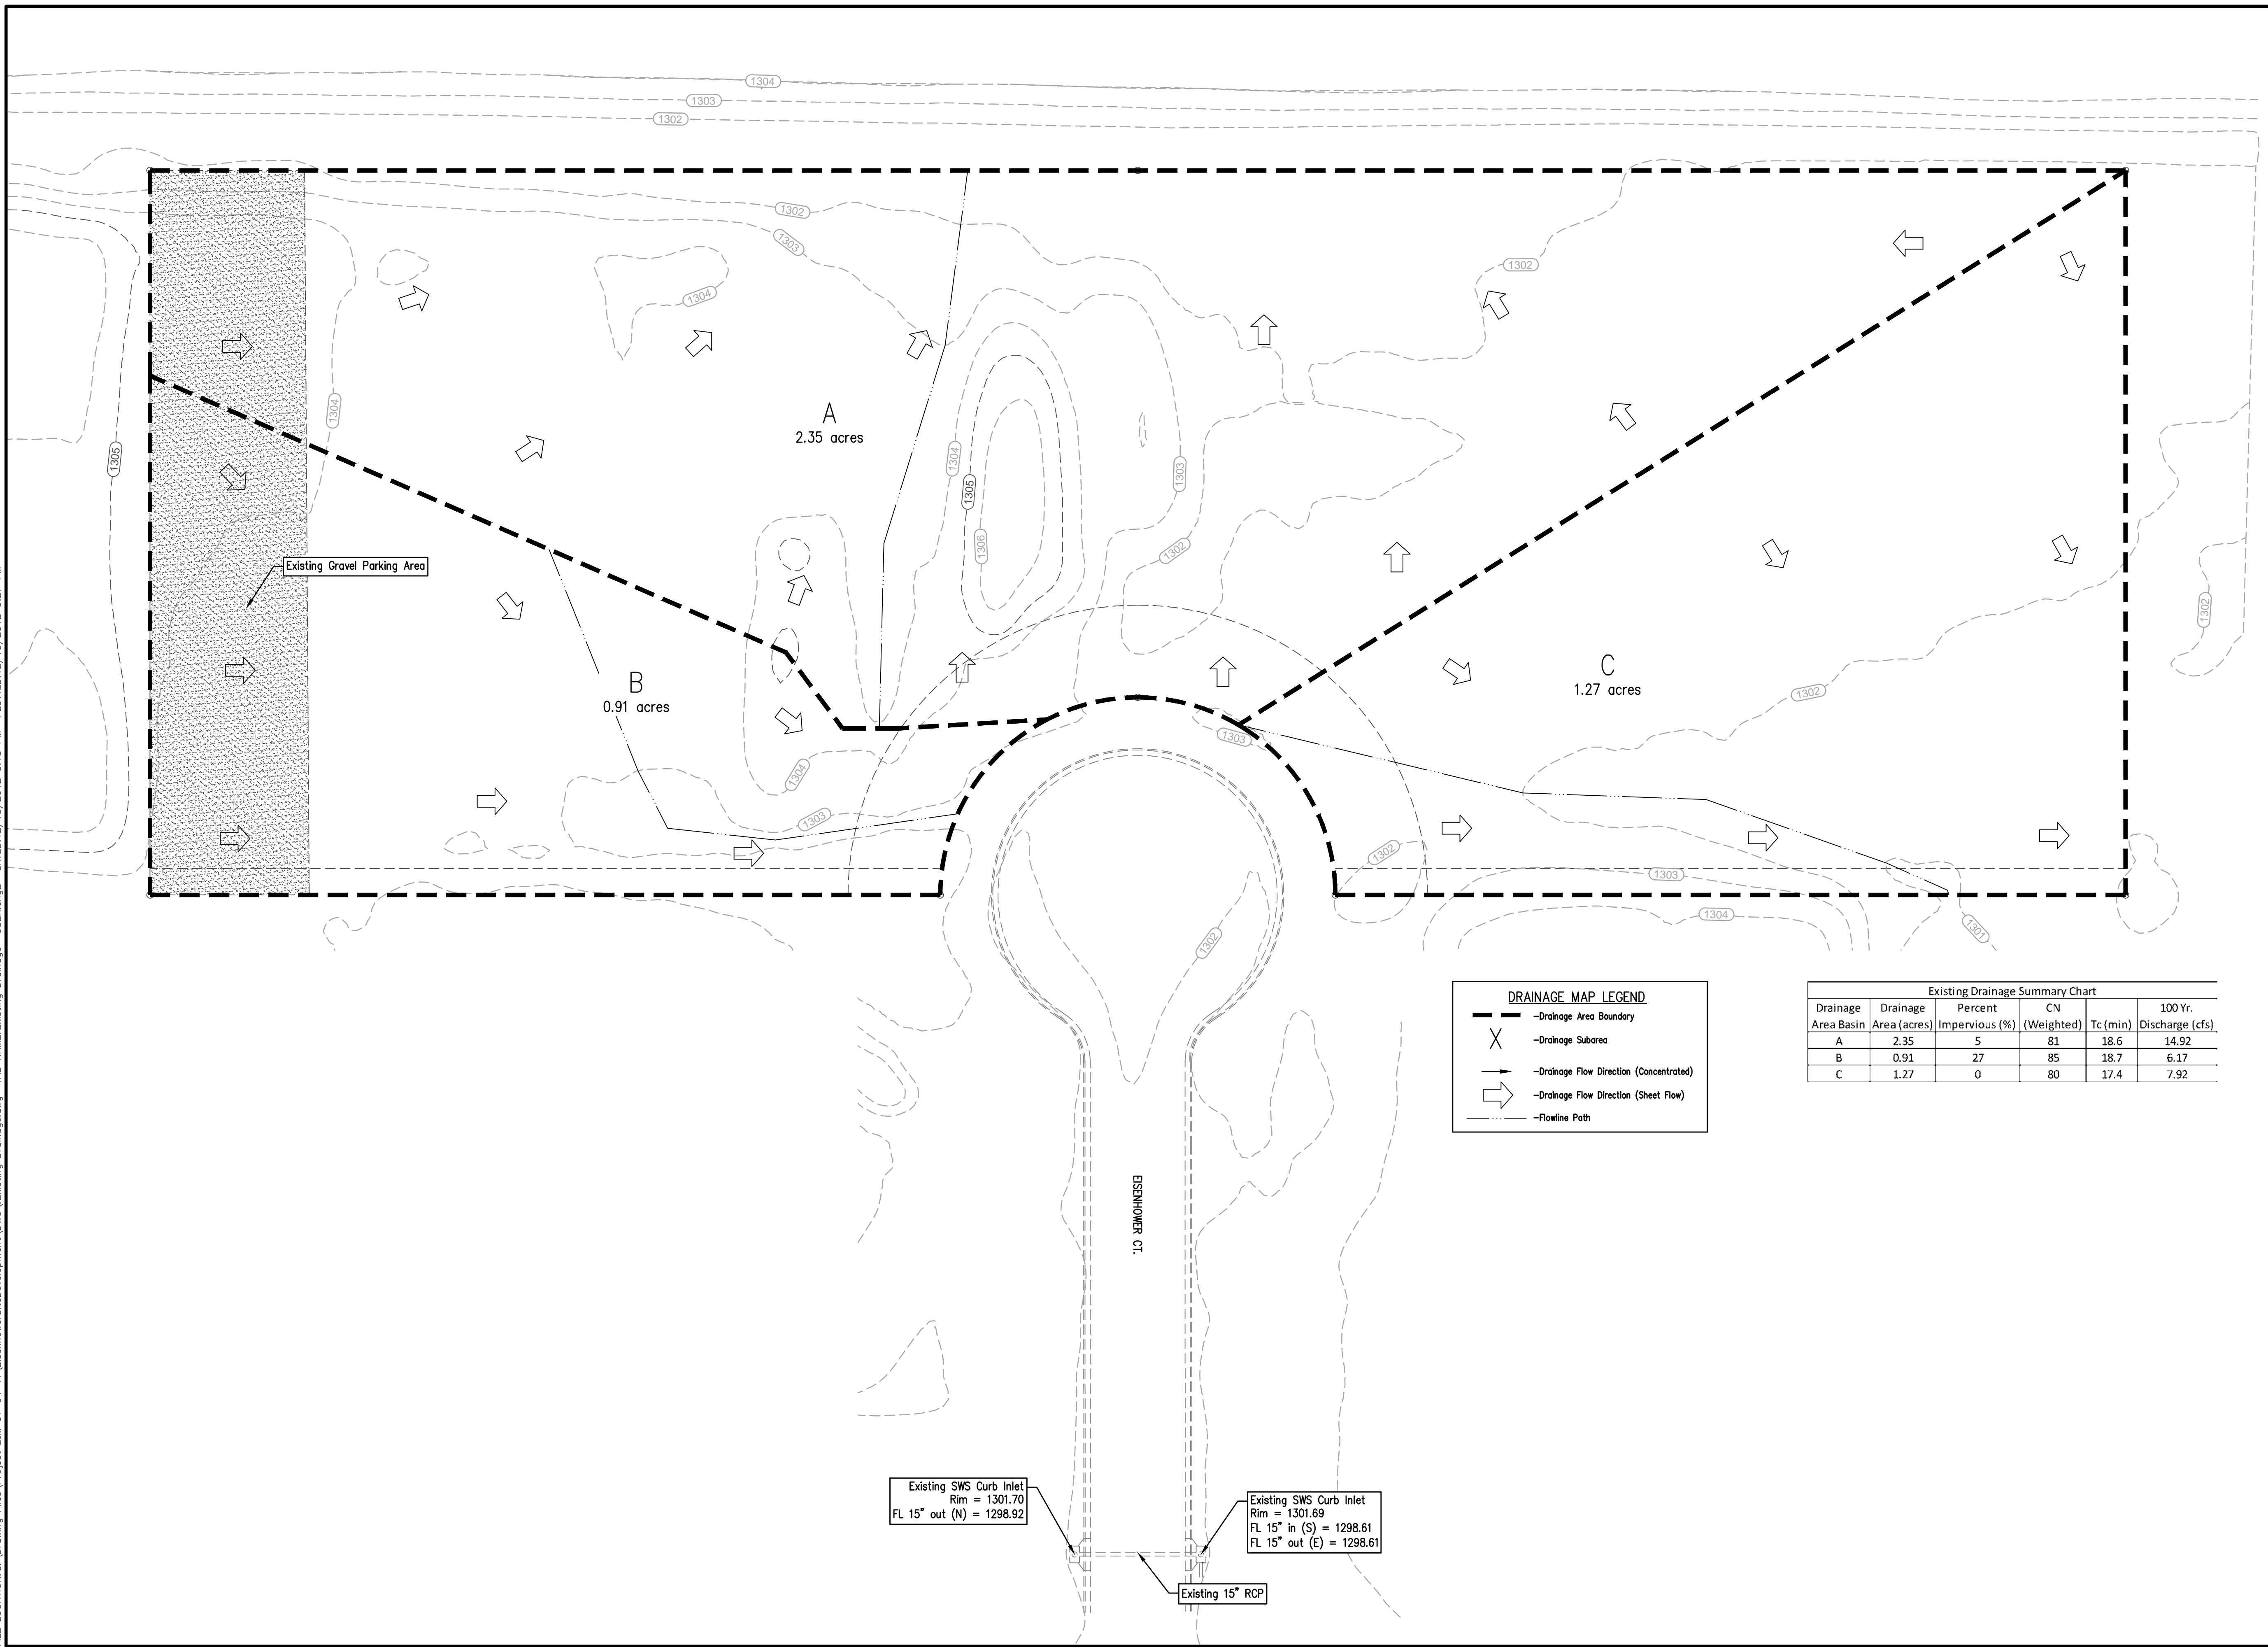 1304
1303
1302
1302
1303
1302
1304
A
2.35 acres
1304
1305
1304
1305
1303
1306
1302
1302
Existing Gravel Parking Area
B
0.91 acres
C
1.27 acres
1302
1303
1304
1303
1302
1303
1304
1301
1302
EISENHOWER CT.
DRAINAGE MAP LEGEND
-Drainage Area Boundary
X -Drainage Subarea
-Drainage Flow Direction (Concentrated)
-Drainage Flow Direction (Sheet Flow)
-Flowline Path
Existing Drainage Summary Chart
Drainage Drainage Percent CN 100 Yr.
Area Basin Area (acres) Impervious (%) (Weighted) Tc (min) Discharge (cfs)
A 2.35 5 81 18.6 14.92
B 0.91 27 85 18.7 6.17
C 1.27 0 80 17.4 7.92
Existing SWS Curb Inlet
Rim = 1301.70
FL 15" out (N) = 1298.92
Existing SWS Curb Inlet
Rim = 1301.69
FL 15" in (S) = 1298.61
FL 15" out (E) = 1298.61
Existing 15" RCP